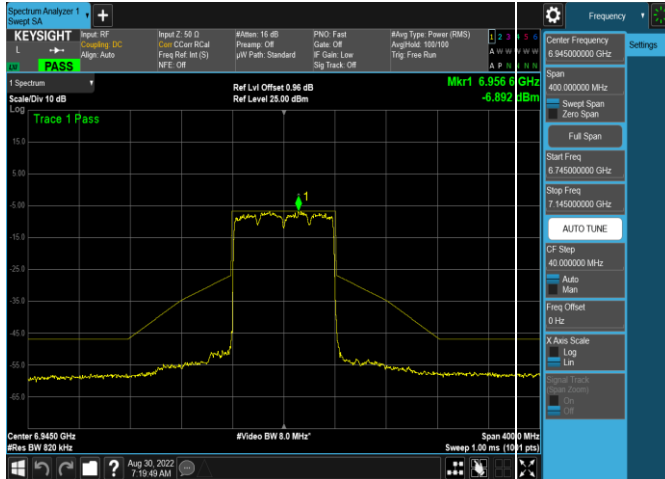 Spectrum Analyzer 1
Swept SA
KEYSIGHT
L
PASS
Input: RF
Coupling: DC
Align: Auto
Input Z: 50 Ω
Corr CCorr RCal
Freq Ref: Int (S)
NFE: Off
#Atten: 16 dB
Preamp: Off
µW Path: Standard
PNO: Fast
Gate: Off
IF Gain: Low
Sig Track: Off
#Avg Type: Power (RMS)
Avg|Hold: 100/100
Trig: Free Run
1 2 3 4 5 6
A W W W W W
A P N N N N
1 Spectrum
Scale/Div 10 dB
Ref Lvl Offset 0.96 dB
Ref Level 25.00 dBm
Mkr1 6.956 6 GHz
-6.892 dBm
Log
Trace 1 Pass
15.0
5.00
-5.00
-15.0
-25.0
-35.0
-45.0
-55.0
-65.0
1
Center 6.9450 GHz
#Res BW 820 kHz
#Video BW 8.0 MHz*
Span 400.0 MHz
Sweep 1.00 ms (1001 pts)
?
Aug 30, 2022
7:19:49 AM
Frequency
Settings
Center Frequency
6.945000000 GHz
Span
400.000000 MHz
Swept Span
Zero Span
Full Span
Start Freq
6.745000000 GHz
Stop Freq
7.145000000 GHz
AUTO TUNE
CF Step
40.000000 MHz
Auto
Man
Freq Offset
0 Hz
X Axis Scale
Log
Lin
Signal Track
(Span Zoom)
On
Off